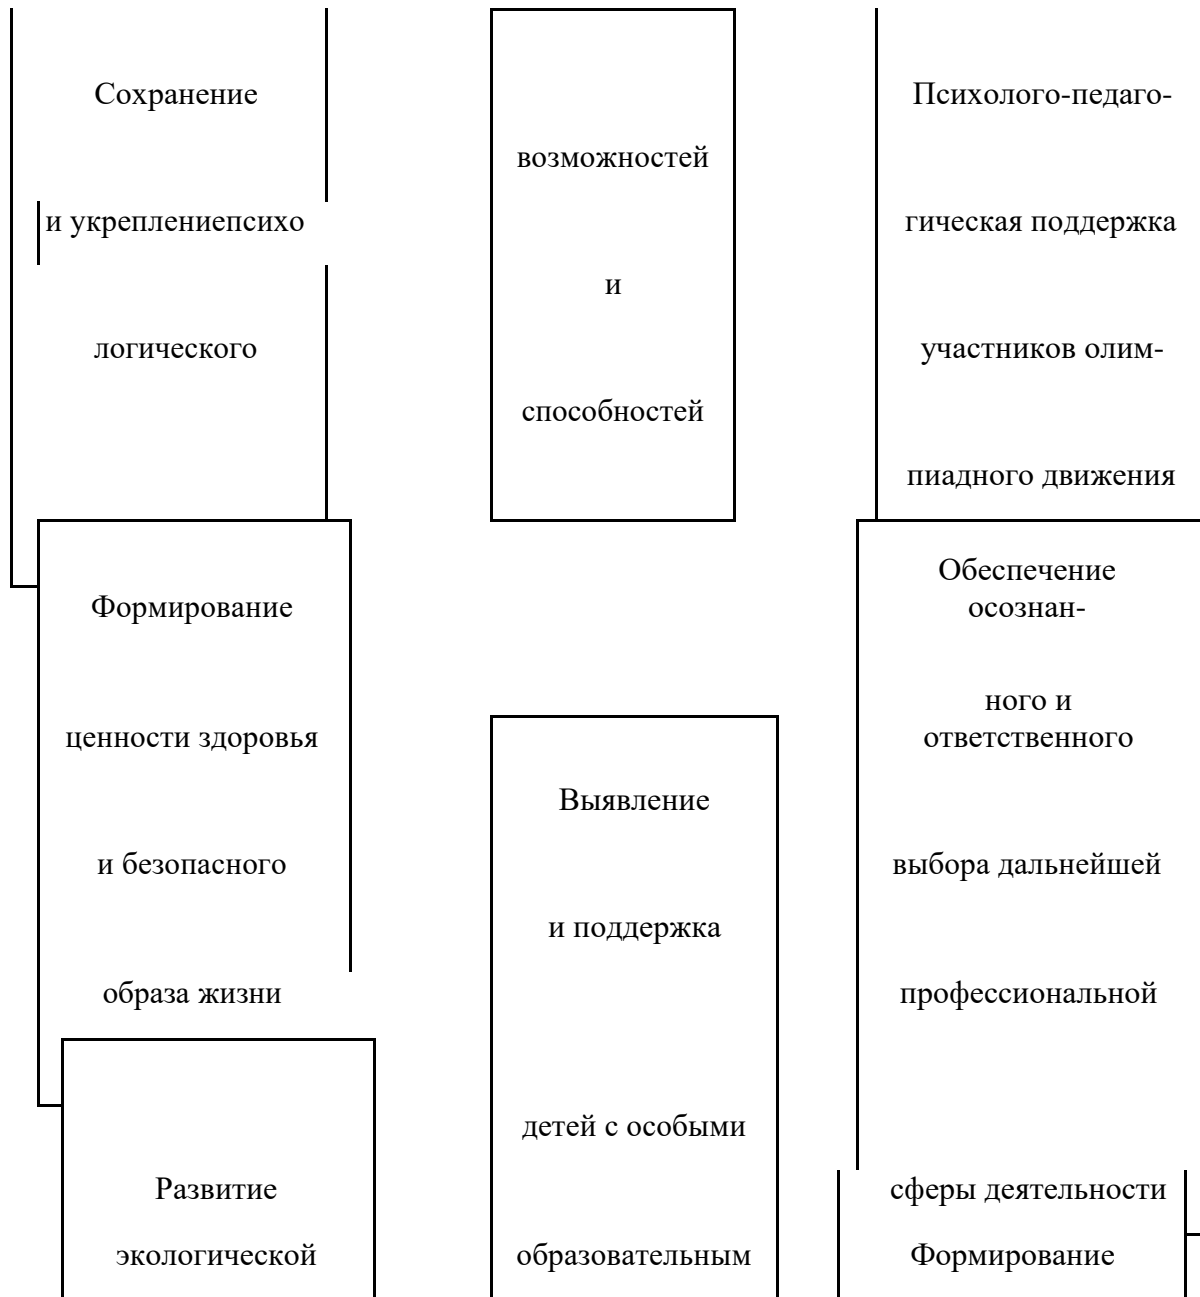 Сохранение
и укреплениепсихо
логического
Формирование
ценности здоровья
и безопасного
образа жизни
Развитие
экологической
возможностей
и
способностей
Выявление
и поддержка
детей с особыми
образовательным
Психолого-педаго-
гическая поддержка
участников олим-
пиадного движения
Обеспечение
осознан-
ного и
ответственного
выбора дальнейшей
профессиональной
сферы деятельности
Формирование